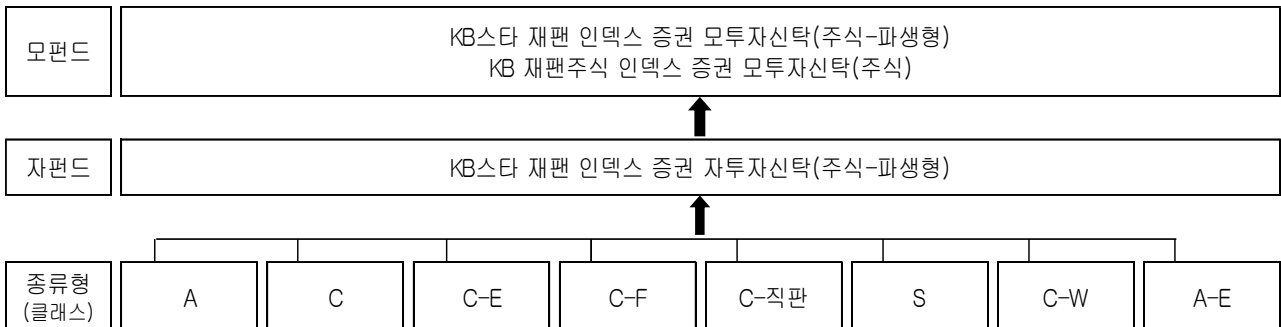 모펀드
KB스타 재팬 인덱스 증권 모투자신탁(주식-파생형)
KB 재팬주식 인덱스 증권 모투자신탁(주식)
자펀드
KB스타 재팬 인덱스 증권 자투자신탁(주식-파생형)
종류형
(클래스)
A
C
C-E
C-F
C-직판
S
C-W
A-E